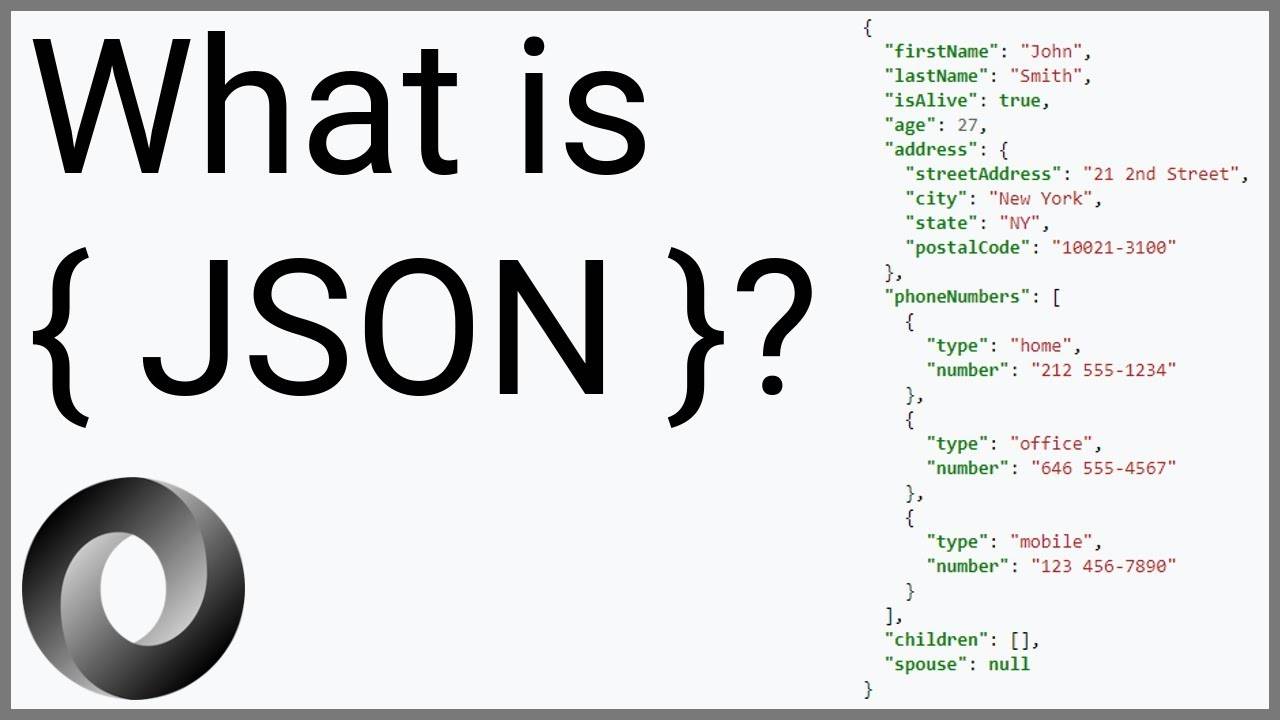 What is
{ JSON }?
{
"firstName": "John",
"lastName": "Smith",
"isAlive": true,
"age": 27,
"address": {
"streetAddress": "21 2nd Street",
"city": "New York",
"state": "NY",
"postalCode": "10021-3100"
},
"phoneNumbers": [
{
"type": "home",
"number": "212 555-1234"
},
{
"type": "office",
"number": "646 555-4567"
},
{
"type": "mobile",
"number": "123 456-7890"
}
],
"children": [],
"spouse": null
}